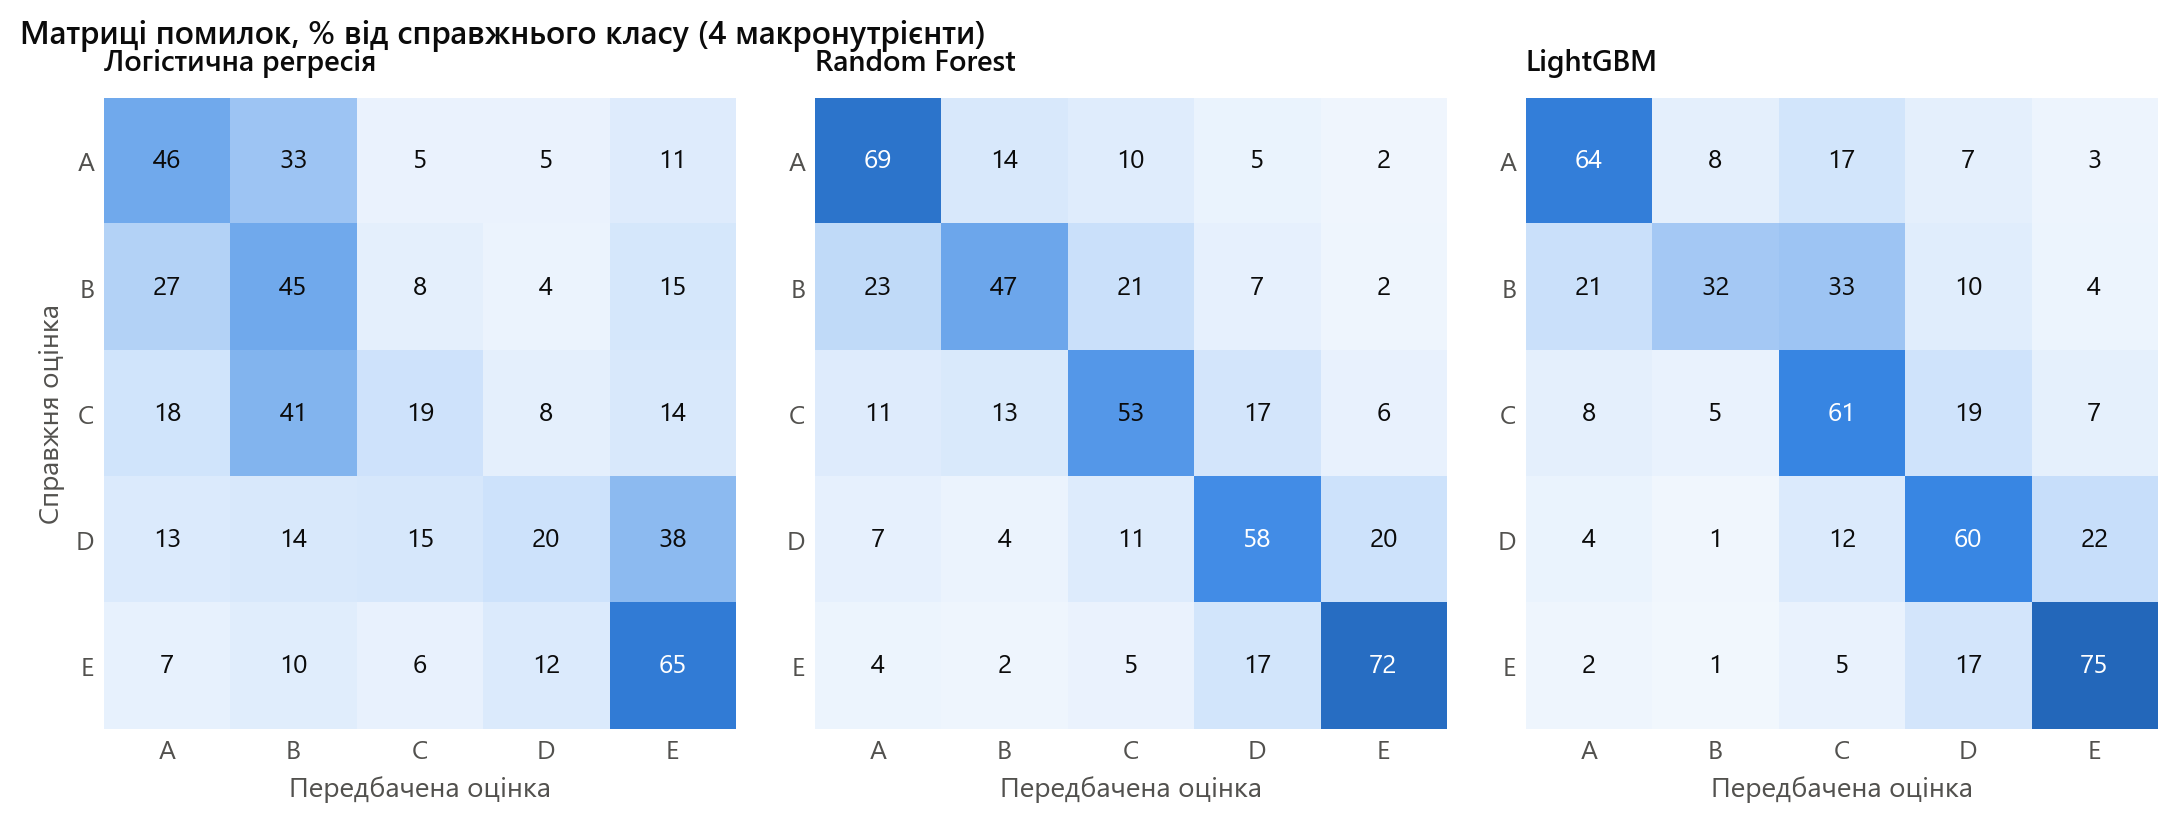 Матриці помилок, % від справжнього класу (4 макронутрієнти)
Логістична регресія
Справжня оцінка
A 46 33 5 5 11
B 27 45 8 4 15
C 18 41 19 8 14
D 13 14 15 20 38
E 7 10 6 12 65
A B C D E
Передбачена оцінка
Random Forest
A 69 14 10 5 2
B 23 47 21 7 2
C 11 13 53 17 6
D 7 4 11 58 20
E 4 2 5 17 72
A B C D E
Передбачена оцінка
LightGBM
A 64 8 17 7 3
B 21 32 33 10 4
C 8 5 61 19 7
D 4 1 12 60 22
E 2 1 5 17 75
A B C D E
Передбачена оцінка